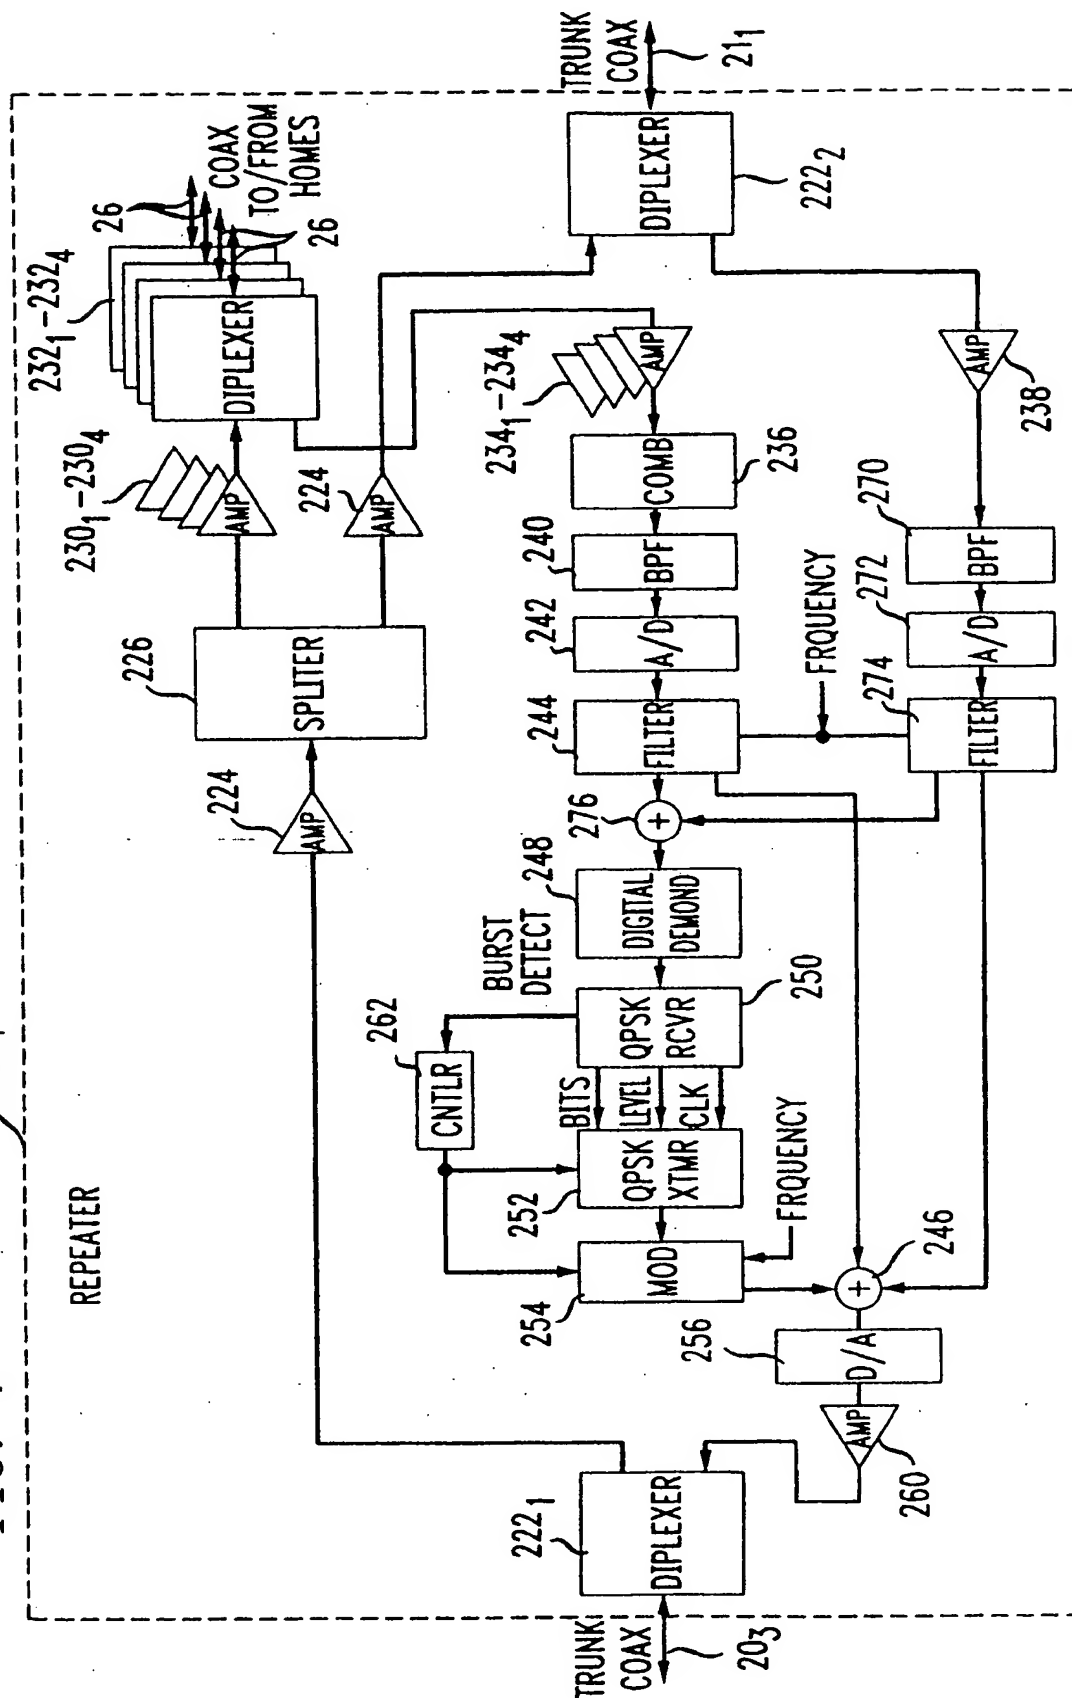 REPEATER
TRUNK
COAX
20₃
DIPLEXER
222₁
AMP
224
SPLITER
226
AMP
230₁–230₄
AMP
224
DIPLEXER
232₁–232₄
26
COAX
TO/FROM
HOMES
26
TRUNK
COAX
21₁
DIPLEXER
222₂
AMP
234₁–234₄
AMP
238
COMB
236
BPF
240
A/D
242
FILTER
244
BPF
270
A/D
272
FILTER
274
FRQUENCY
+
276
DIGITAL
DEMOND
248
BURST
DETECT
QPSK
RCVR
250
CNTLR
262
BITS
LEVEL
CLK
QPSK
XTMR
252
MOD
254
FRQUENCY
+
246
D/A
256
AMP
260